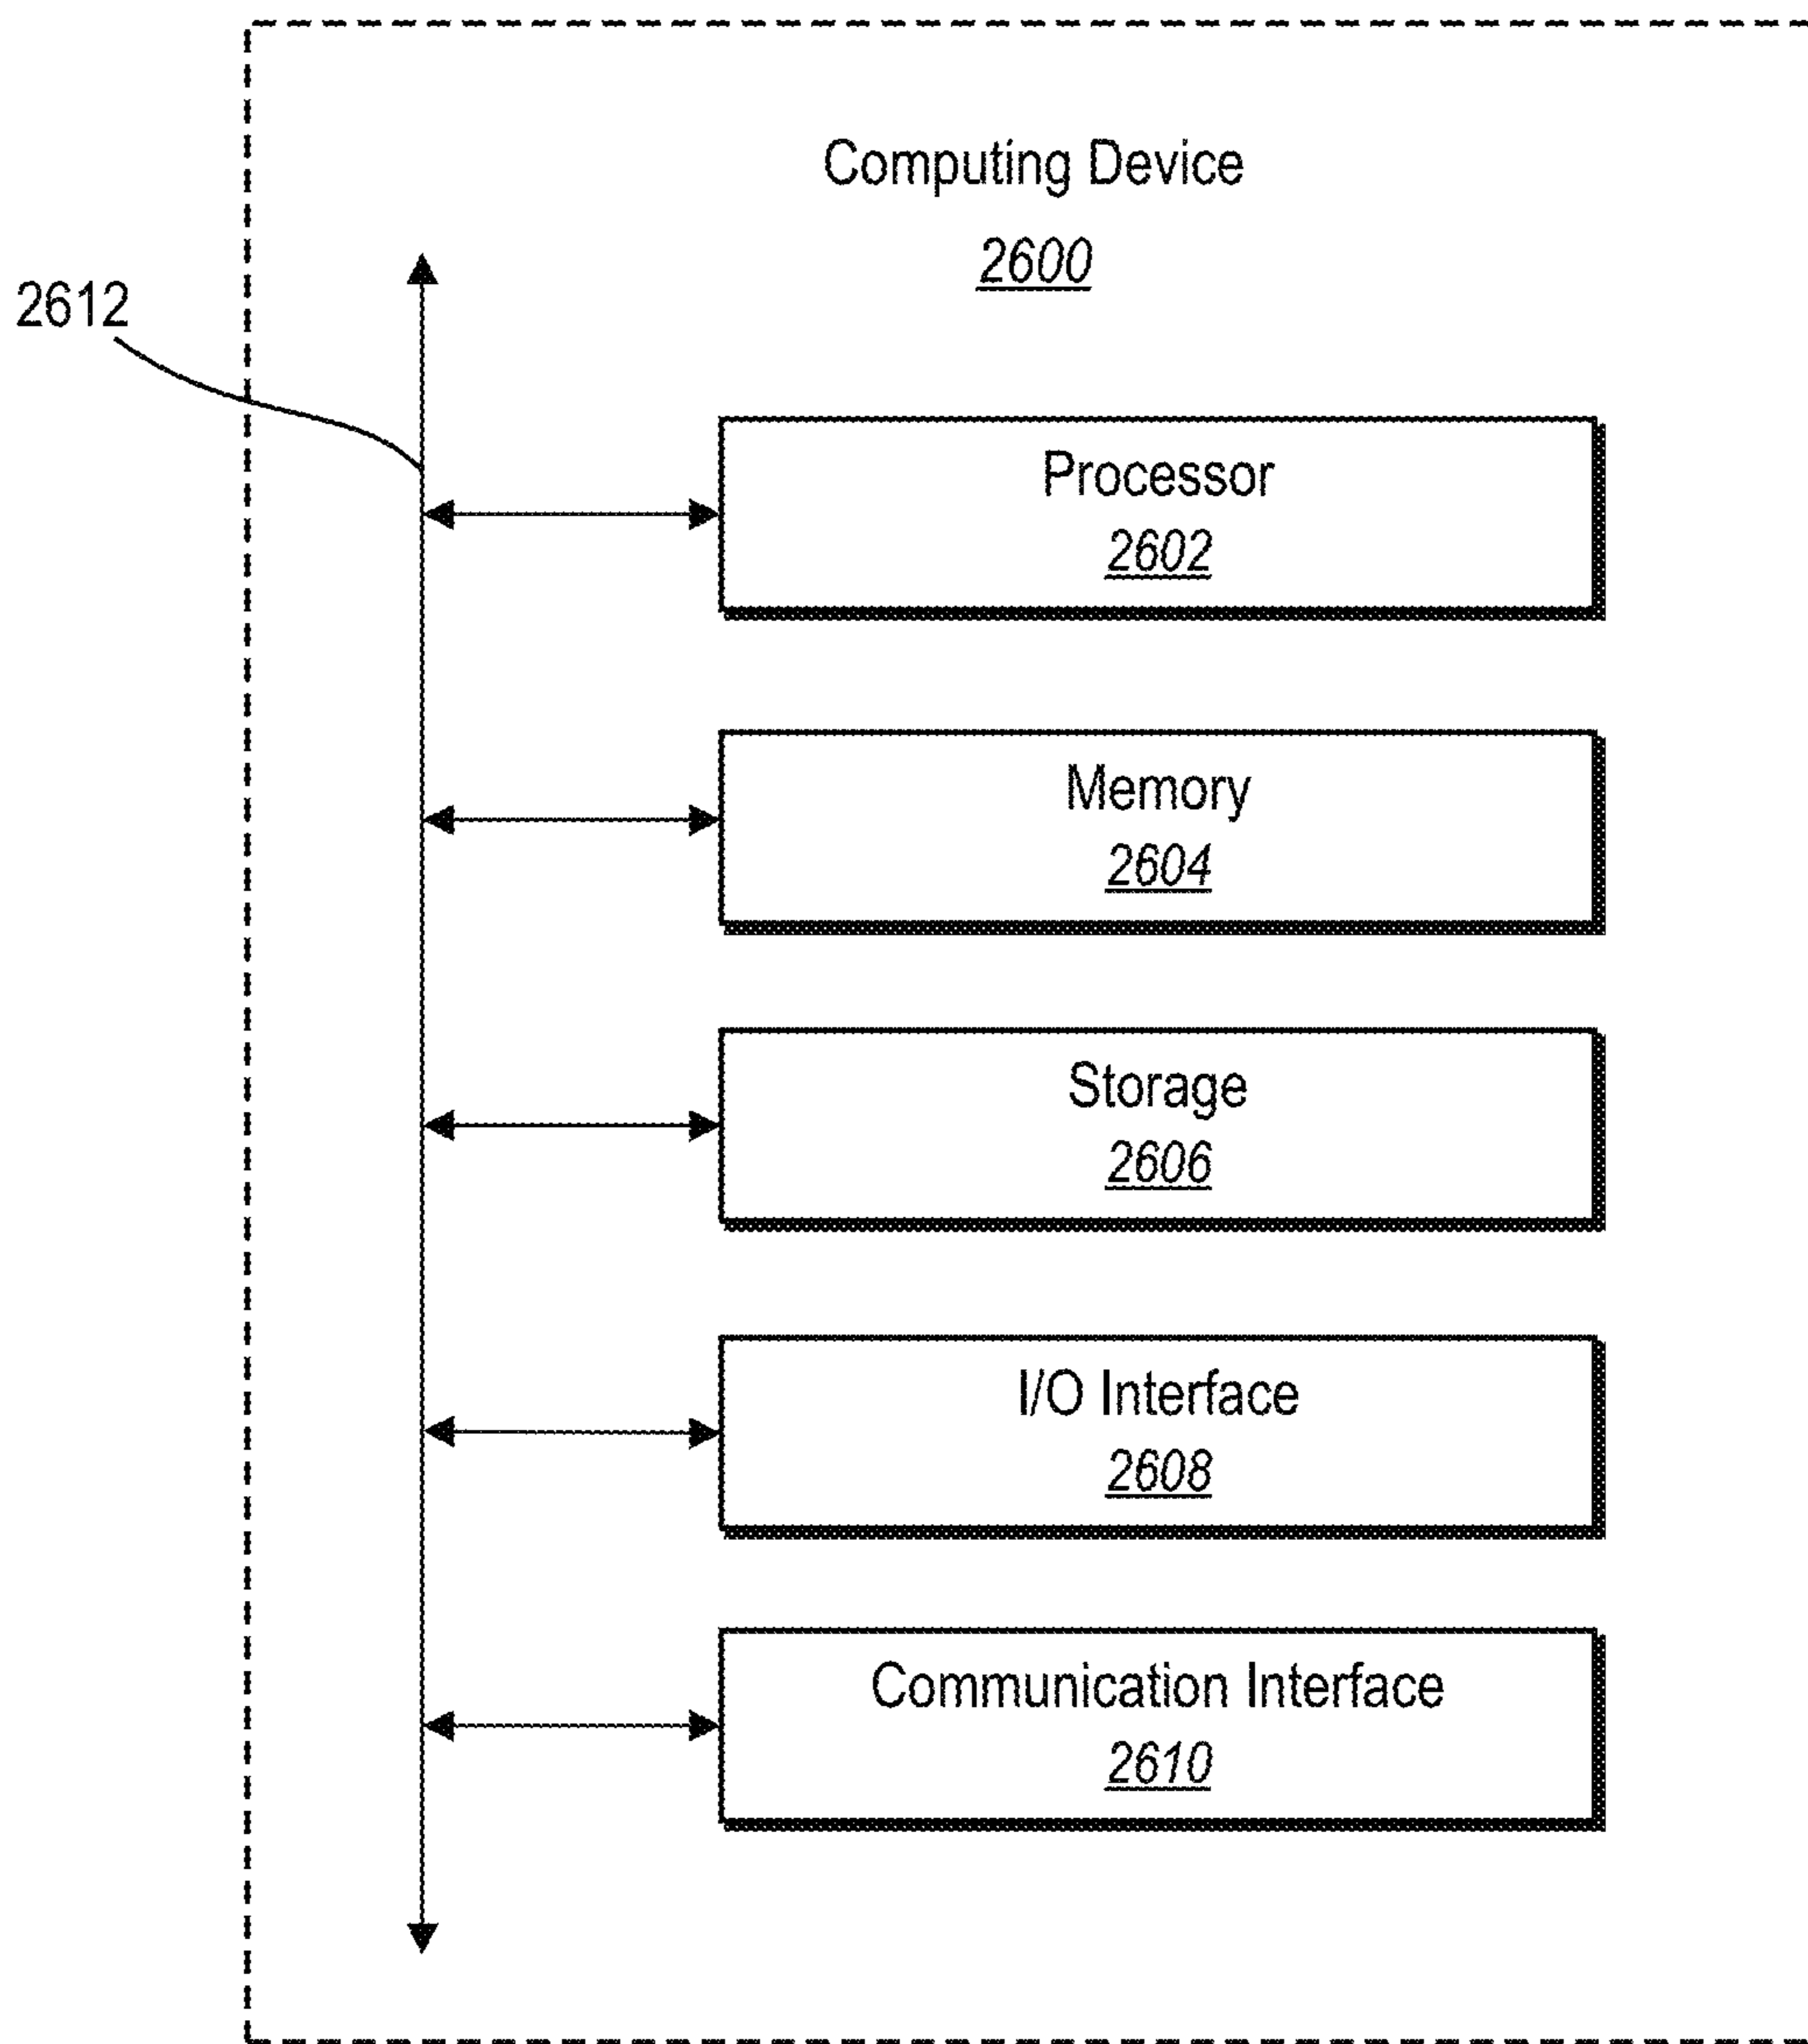 Computing Device
2600
2612
Processor
2602
Memory
2604
Storage
2606
I/O Interface
2608
Communication Interface
2610